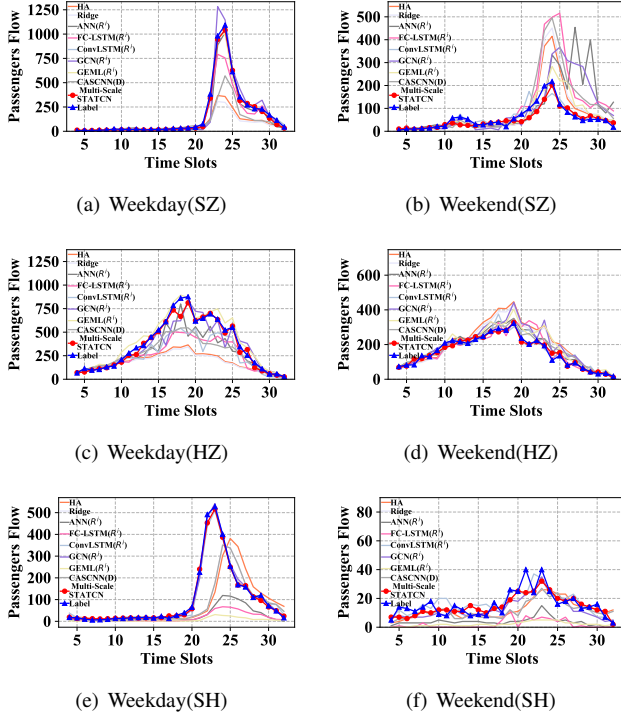 1250
1000
750
500
250
0
Passengers Flow
HA
Ridge
ANN(R^l)
FC-LSTM(R^l)
ConvLSTM(R^l)
GCN(R^l)
GEML(R^l)
CASCNN(D)
Multi-Scale
STATCN
Label
5 10 15 20 25 30
Time Slots
(a) Weekday(SZ)
500
400
300
200
100
0
Passengers Flow
HA
Ridge
ANN(R^l)
FC-LSTM(R^l)
ConvLSTM(R^l)
GCN(R^l)
GEML(R^l)
CASCNN(D)
Multi-Scale
STATCN
Label
5 10 15 20 25 30
Time Slots
(b) Weekend(SZ)
1250
1000
750
500
250
0
Passengers Flow
HA
Ridge
ANN(R^l)
FC-LSTM(R^l)
ConvLSTM(R^l)
GCN(R^l)
GEML(R^l)
CASCNN(D)
Multi-Scale
STATCN
Label
5 10 15 20 25 30
Time Slots
(c) Weekday(HZ)
600
400
200
0
Passengers Flow
HA
Ridge
ANN(R^l)
FC-LSTM(R^l)
ConvLSTM(R^l)
GCN(R^l)
GEML(R^l)
CASCNN(D)
Multi-Scale
STATCN
Label
5 10 15 20 25 30
Time Slots
(d) Weekend(HZ)
500
400
300
200
100
0
Passengers Flow
HA
Ridge
ANN(R^l)
FC-LSTM(R^l)
ConvLSTM(R^l)
GCN(R^l)
GEML(R^l)
CASCNN(D)
Multi-Scale
STATCN
Label
5 10 15 20 25 30
Time Slots
(e) Weekday(SH)
80
60
40
20
0
Passengers Flow
HA
Ridge
ANN(R^l)
FC-LSTM(R^l)
ConvLSTM(R^l)
GCN(R^l)
GEML(R^l)
CASCNN(D)
Multi-Scale
STATCN
Label
5 10 15 20 25 30
Time Slots
(f) Weekend(SH)